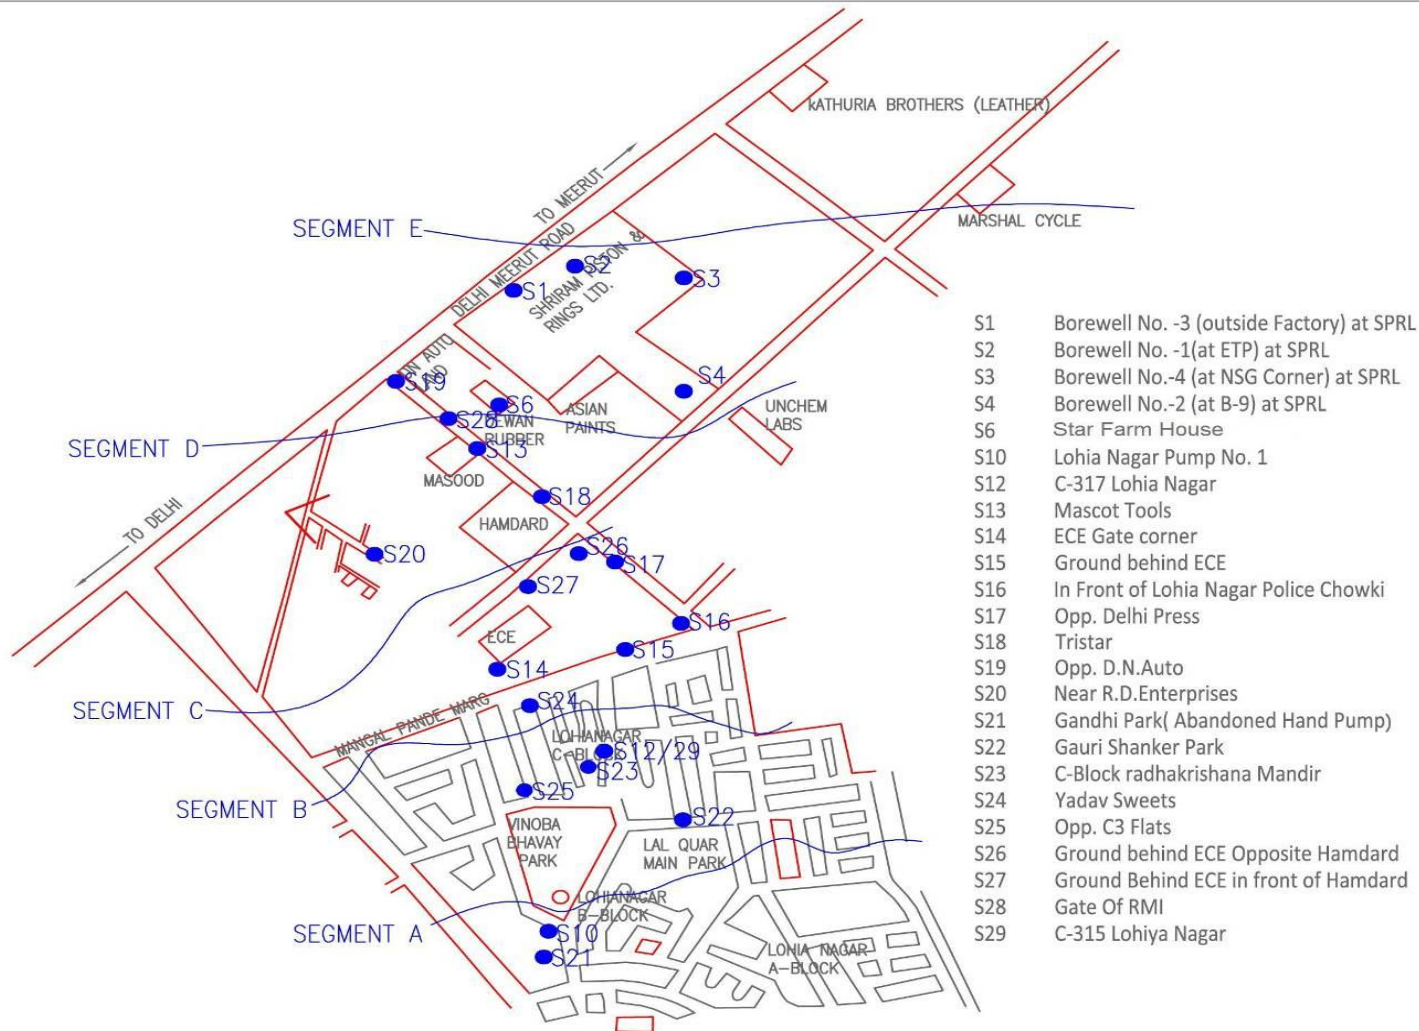 KATHURIA BROTHERS (LEATHER)
TO MEERUT
MARSHAL CYCLE
SEGMENT E
DELHI MEERUT ROAD
S2
SHRIRAM PISTON &
RINGS LTD.
S3
S1
S4
S19
S6
ASIAN
PAINTS
UNCHEM
LABS
S28
DEWAN
RUBBER
SEGMENT D
S13
MASOOD
S18
TO DELHI
HAMDARD
S20
S26
S17
S27
S16
ECE
S15
S14
SEGMENT C
MANGAL PANDE MARG
S24
LOHIANAGAR
C-BLOCK
S12/29
S23
S25
SEGMENT B
S22
VINOBA
BHAVAY
PARK
LAL QUAR
MAIN PARK
LOHIANAGAR
B-BLOCK
SEGMENT A
S10
S21
LOHIA NAGAR
A-BLOCK
S1 Borewell No. -3 (outside Factory) at SPRL
S2 Borewell No. -1(at ETP) at SPRL
S3 Borewell No.-4 (at NSG Corner) at SPRL
S4 Borewell No.-2 (at B-9) at SPRL
S6 Star Farm House
S10 Lohia Nagar Pump No. 1
S12 C-317 Lohia Nagar
S13 Mascot Tools
S14 ECE Gate corner
S15 Ground behind ECE
S16 In Front of Lohia Nagar Police Chowki
S17 Opp. Delhi Press
S18 Tristar
S19 Opp. D.N.Auto
S20 Near R.D.Enterprises
S21 Gandhi Park( Abandoned Hand Pump)
S22 Gauri Shanker Park
S23 C-Block radhakrishana Mandir
S24 Yadav Sweets
S25 Opp. C3 Flats
S26 Ground behind ECE Opposite Hamdard
S27 Ground Behind ECE in front of Hamdard
S28 Gate Of RMI
S29 C-315 Lohiya Nagar